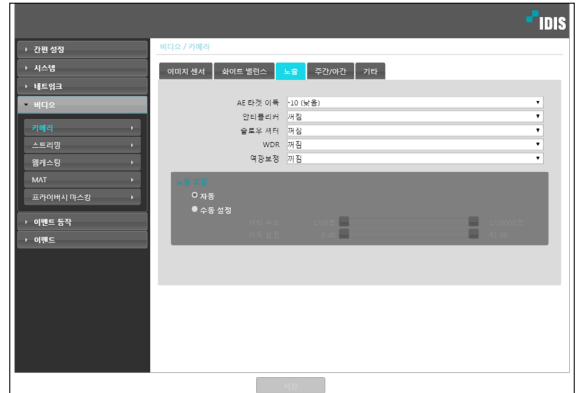 IDIS
간편 설정
시스템
네트워크
비디오
카메라
스트리밍
웹캐스팅
MAT
프라이버시 마스킹
이벤트 동작
이벤트
비디오 / 카메라
이미지 센서 화이트 밸런스 노출 주간/야간 기타
AE 타겟 이득 -10 (낮음)
안티플리커 꺼짐
슬로우 셔터 꺼짐
WDR 꺼짐
역광보정 꺼짐
노출 조정
자동
수동 설정